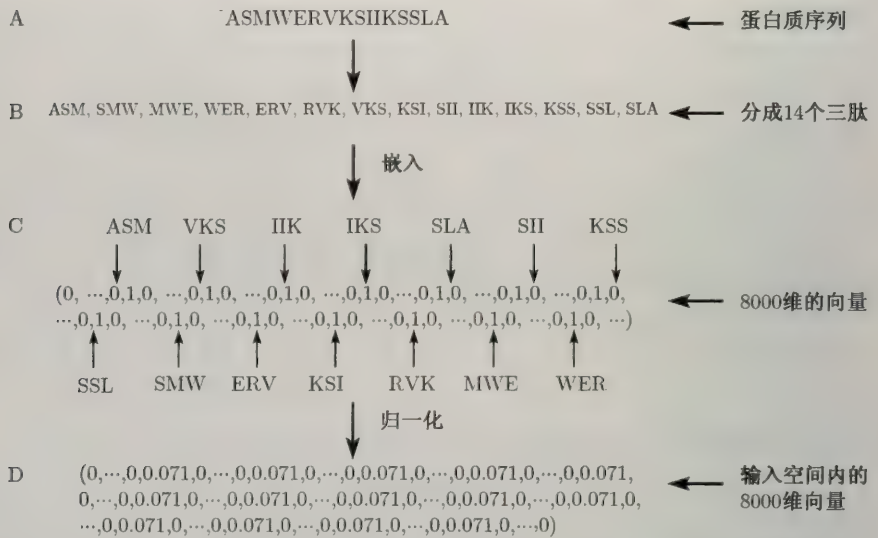 A ASMWERVKSIIKSSLA 蛋白质序列
B ASM, SMW, MWE, WER, ERV, RVK, VKS, KSI, SII, IIK, IKS, KSS, SSL, SLA 分成14个三肽
嵌入
C ASM VKS IIK IKS SLA SII KSS
(0, ···,0,1,0, ···,0,1,0, ···,0,1,0, ···,0,1,0,···,0,1,0, ···,0,1,0, ···,0,1,0,
8000维的向量
···,0,1,0, ···,0,1,0, ···,0,1,0, ···,0,1,0, ···,0,1,0, ···,0,1,0, ···,0,1,0, ···)
SSL SMW ERV KSI RVK MWE WER
归一化
D (0,···,0,0.071,0,···,0,0.071,0,···,0,0.071,0,···,0,0.071,0,···,0,0.071, 输入空间内的
0,···,0,0.071,0,···,0,0.071,0,···,0,0.071,0,···,0,0.071,0,···,0,0.071,0, 8000维向量
···,0,0.071,0,···,0,0.071,0,···,0,0.071,0,···,0,0.071,0,···,0)